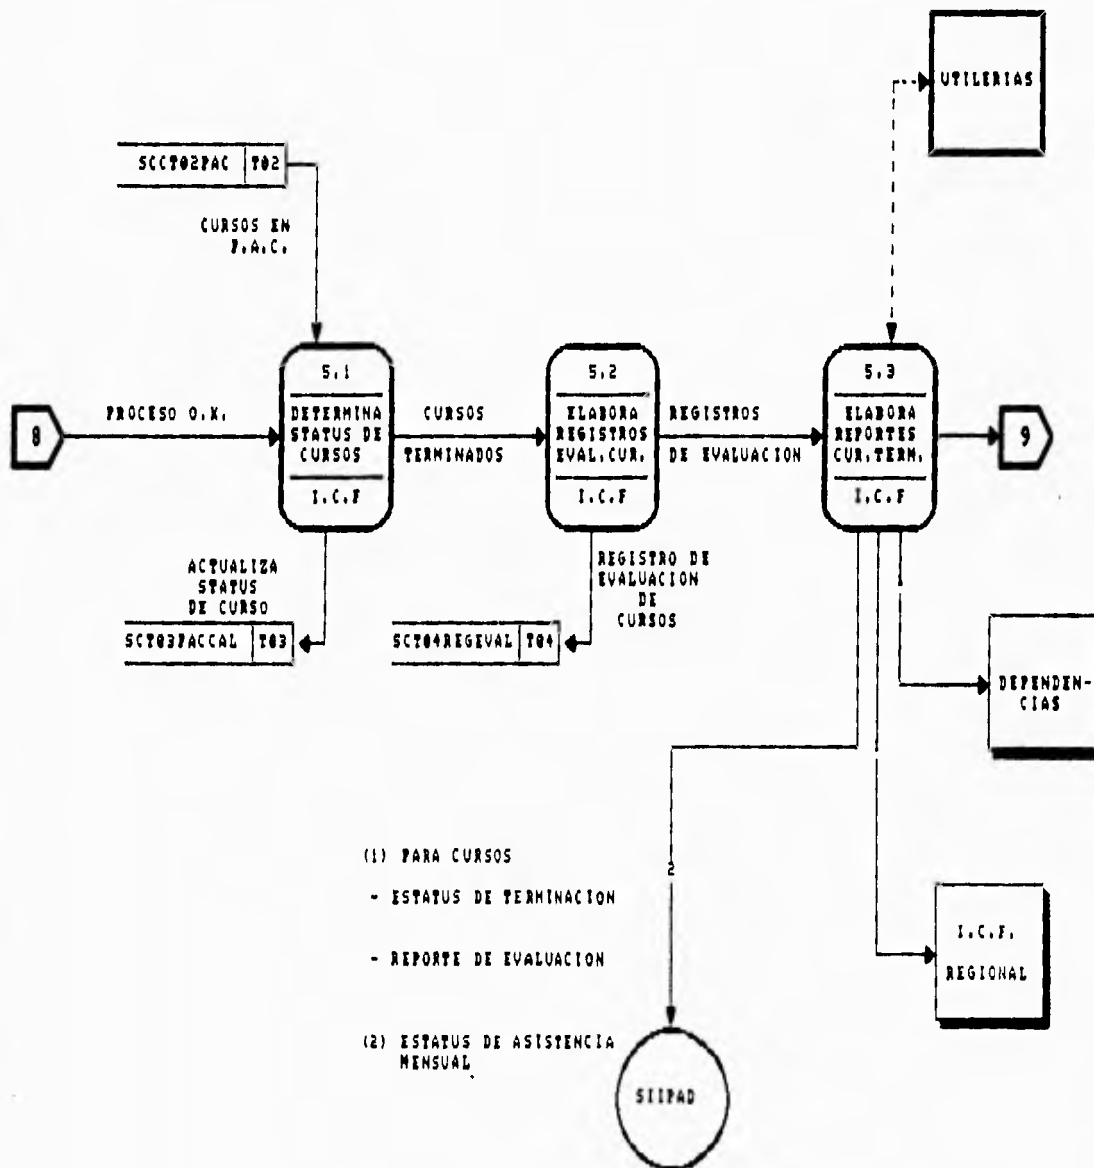 UTILERIAS
SCCT02PAC T02
CURSOS EN
P.A.C.
8
PROCESO O.K.
5.1
DETERMINA
STATUS DE
CURSOS
I.C.F
CURSOS
TERMINADOS
5.2
ELABORA
REGISTROS
EVAL.CUR.
I.C.F
REGISTROS
DE EVALUACION
5.3
ELABORA
REPORTES
CUR.TERM.
I.C.F
9
ACTUALIZA
STATUS
DE CURSO
SCT03PACCAL T03
REGISTRO DE
EVALUACION
DE
CURSOS
SCT04REGEVAL T04
DEPENDEN-
CIAS
2
(1) PARA CURSOS
- ESTATUS DE TERMINACION
- REPORTE DE EVALUACION
I.C.F.
REGIONAL
(2) ESTATUS DE ASISTENCIA
MENSUAL
SIIPAD